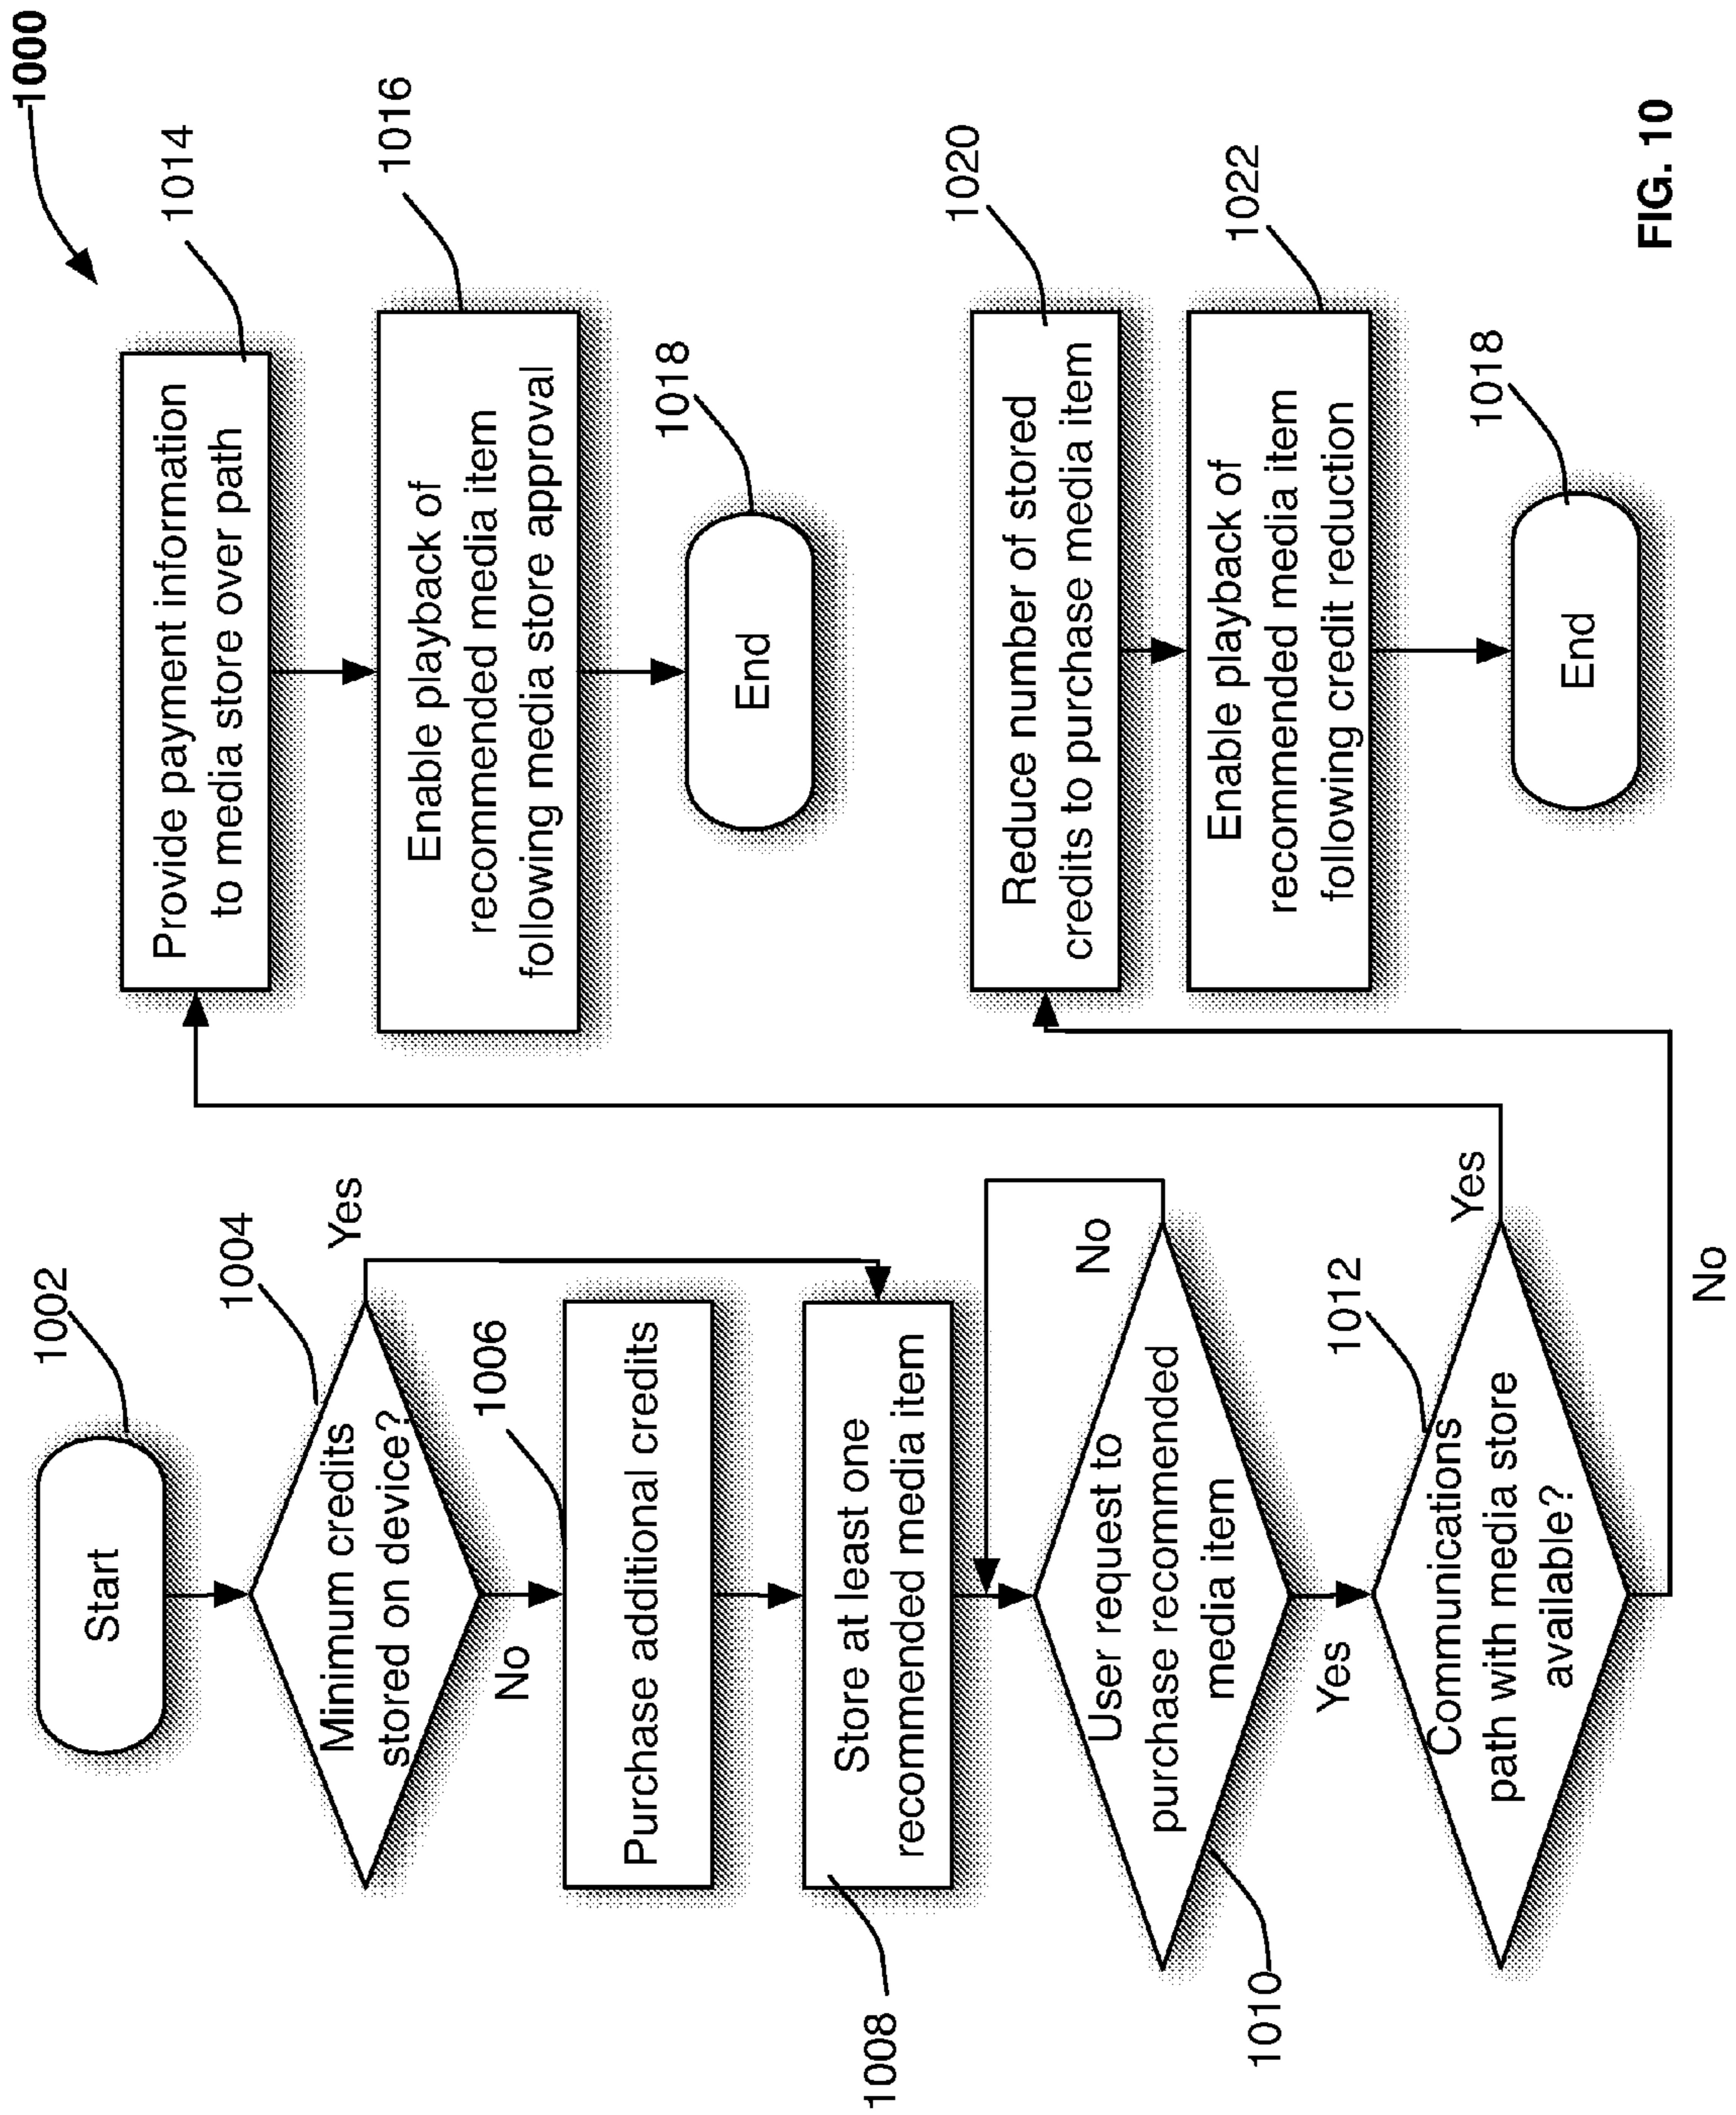 1000
1002
Start
1004
Minimum credits
stored on device?
Yes
No
1006
Purchase additional credits
1008
Store at least one
recommended media item
1010
User request to
purchase recommended
media item
No
Yes
1012
Communications
path with media store
available?
Yes
No
1014
Provide payment information
to media store over path
1016
Enable playback of
recommended media item
following media store approval
1018
End
1020
Reduce number of stored
credits to purchase media item
1022
Enable playback of
recommended media item
following credit reduction
1018
End
FIG. 10